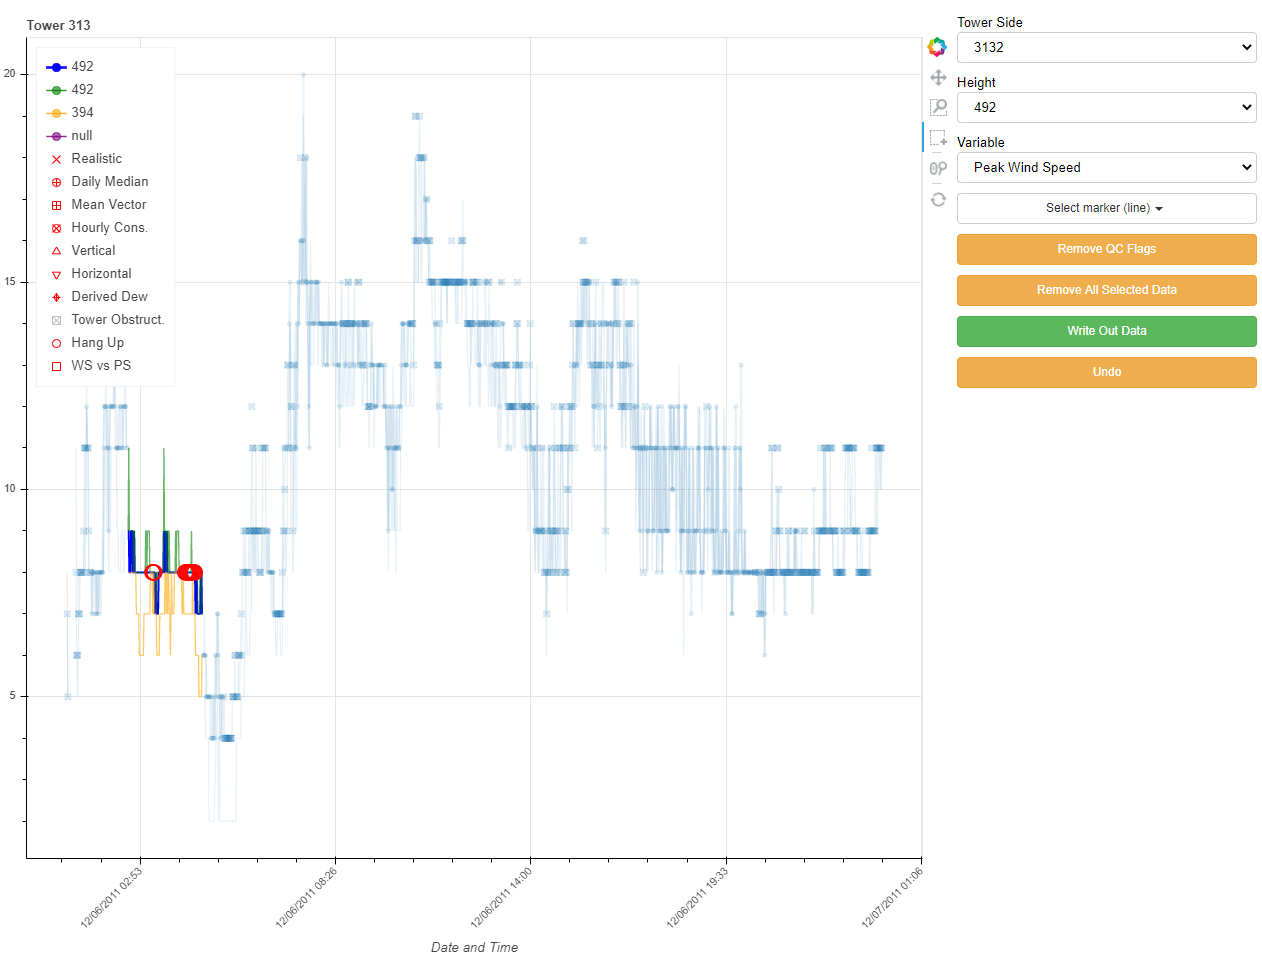 Tower 313
492
492
394
null
Realistic
Daily Median
Mean Vector
Hourly Cons.
Vertical
Horizontal
Derived Dew
Tower Obstruct.
Hang Up
WS vs PS
20
15
10
5
12/06/2011 02:53
12/06/2011 08:26
12/06/2011 14:00
12/06/2011 19:33
12/07/2011 01:06
Date and Time
Tower Side
3132
Height
492
Variable
Peak Wind Speed
Select marker (line)
Remove QC Flags
Remove All Selected Data
Write Out Data
Undo